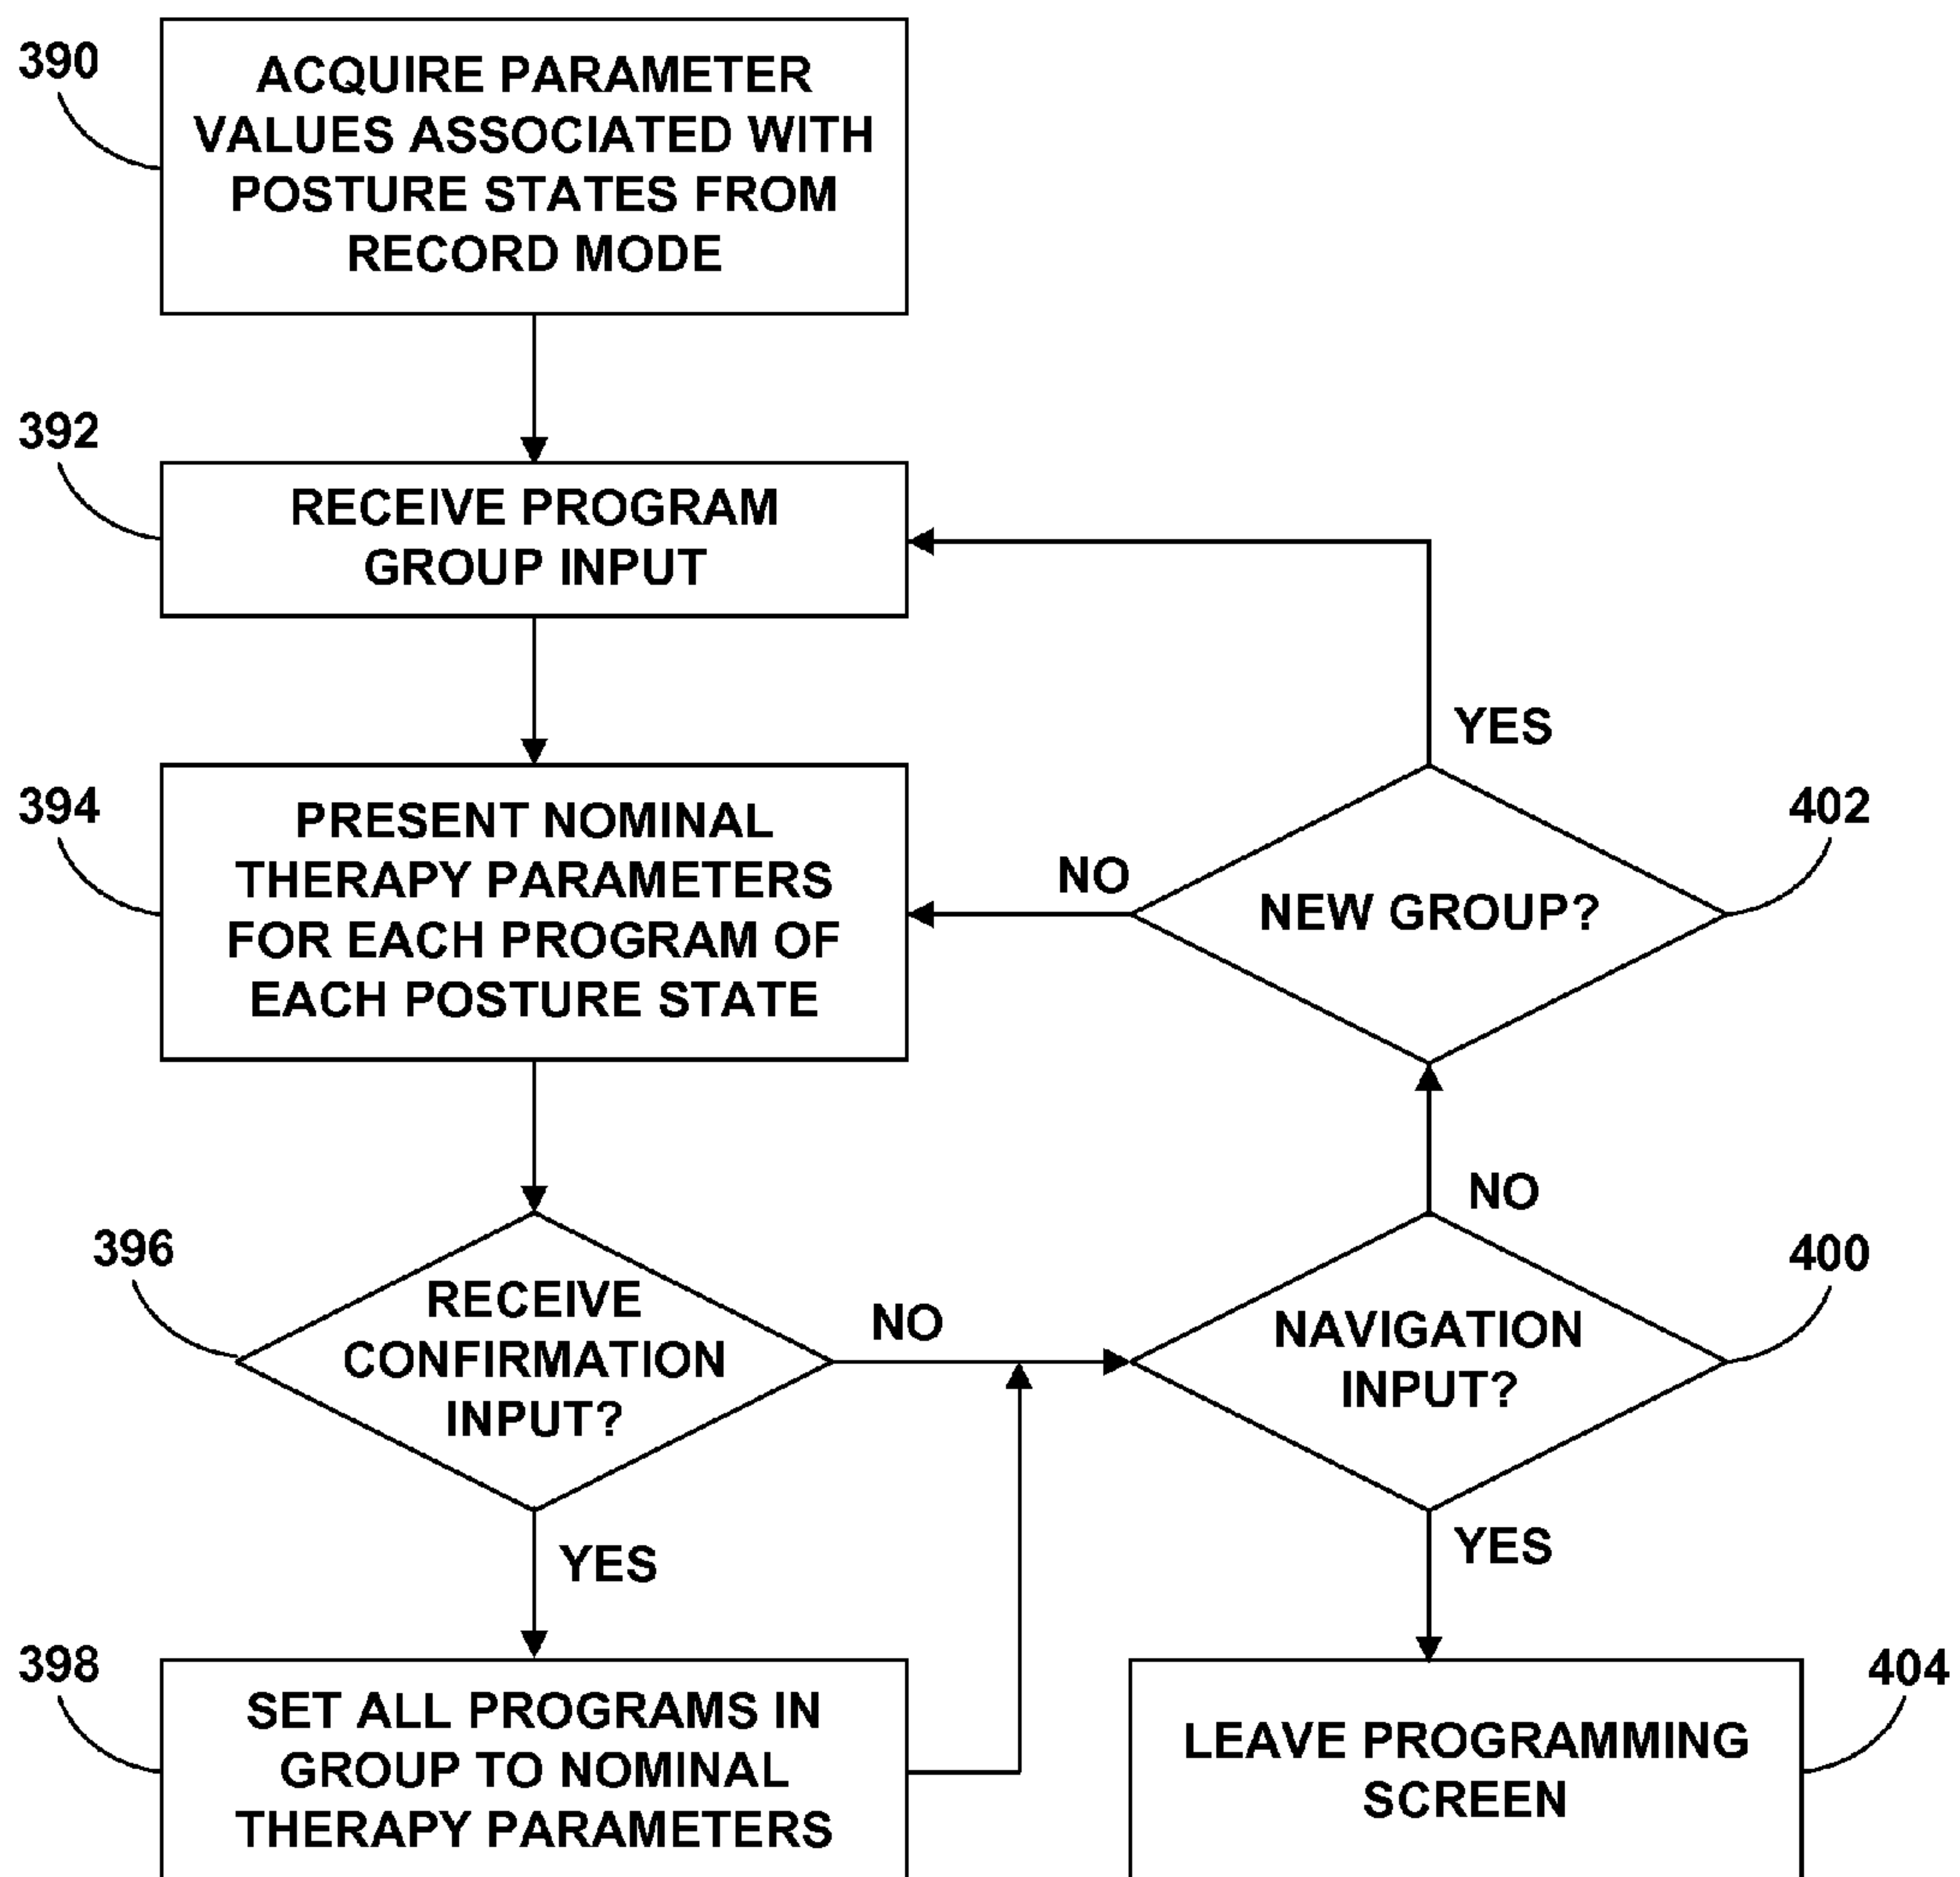 390
ACQUIRE PARAMETER
VALUES ASSOCIATED WITH
POSTURE STATES FROM
RECORD MODE
392
RECEIVE PROGRAM
GROUP INPUT
YES
394
PRESENT NOMINAL
THERAPY PARAMETERS
FOR EACH PROGRAM OF
EACH POSTURE STATE
NO
NEW GROUP?
402
NO
396
RECEIVE
CONFIRMATION
INPUT?
NO
NAVIGATION
INPUT?
400
YES
YES
398
SET ALL PROGRAMS IN
GROUP TO NOMINAL
THERAPY PARAMETERS
LEAVE PROGRAMMING
SCREEN
404